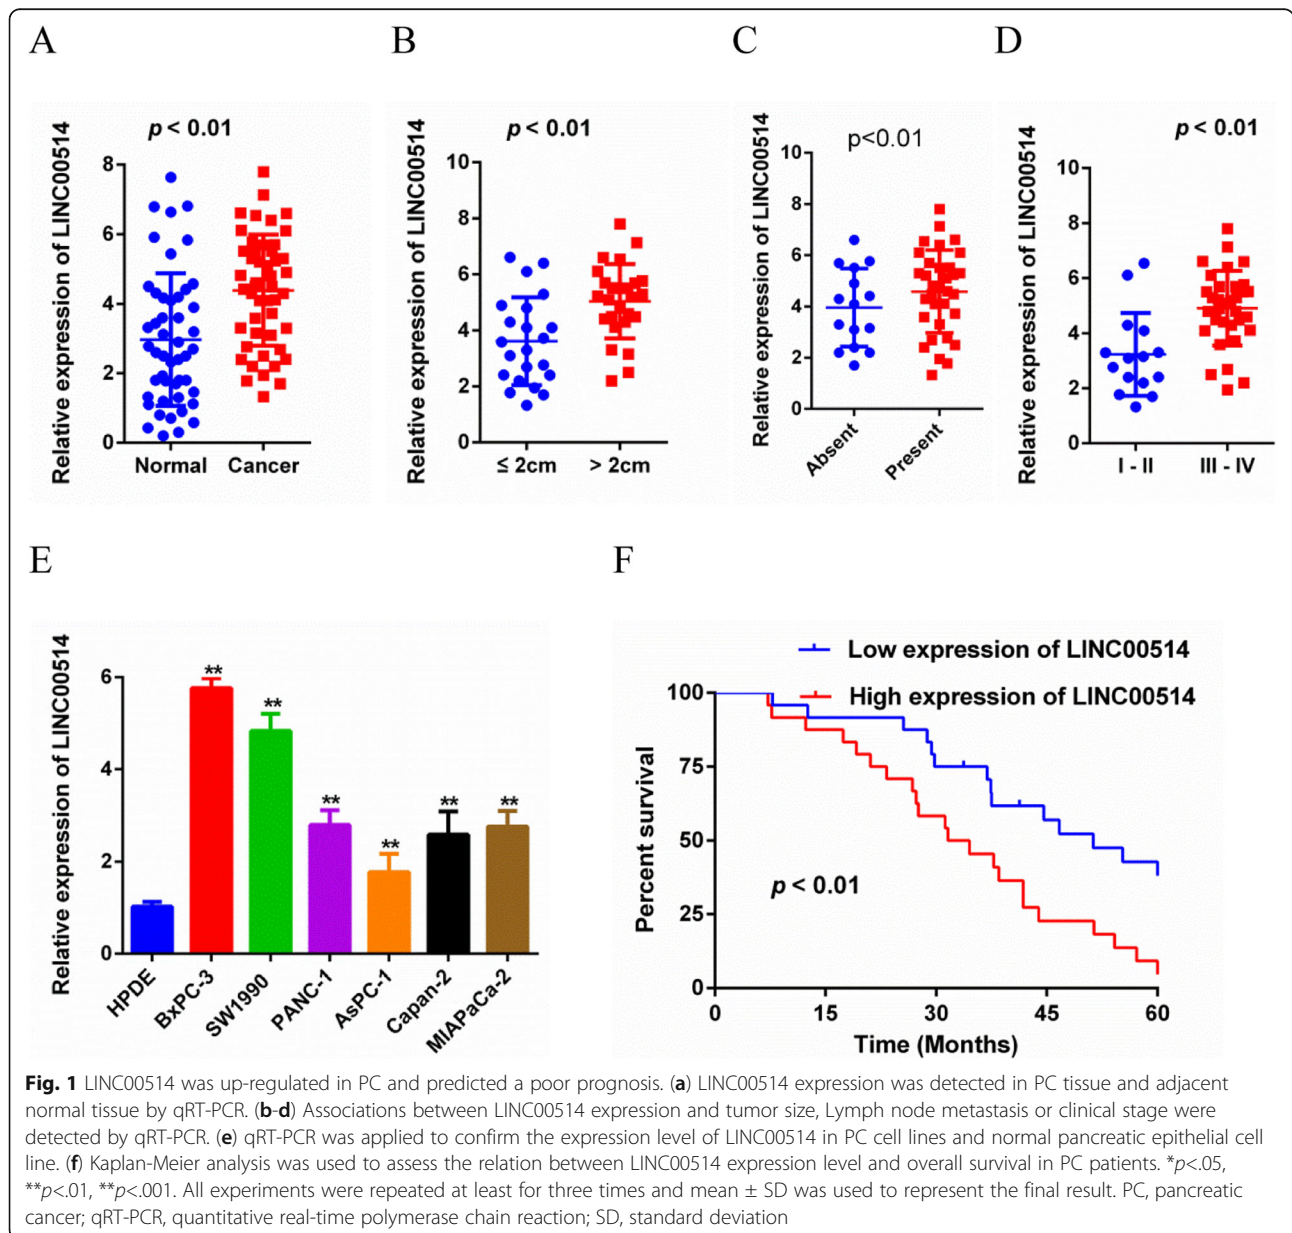 A
B
C
D
Relative expression of LINC00514
p < 0.01
8
6
4
2
0
Normal
Cancer
Relative expression of LINC00514
p < 0.01
10
8
6
4
2
0
≤ 2cm
> 2cm
Relative expression of LINC00514
p<0.01
10
8
6
4
2
0
Absent
Present
Relative expression of LINC00514
p < 0.01
10
8
6
4
2
0
I - II
III - IV
E
F
Relative expression of LINC00514
6
4
2
0
**
**
**
**
**
**
HPDE
BxPC-3
SW1990
PANC-1
AsPC-1
Capan-2
MIAPaCa-2
Low expression of LINC00514
High expression of LINC00514
Percent survival
100
75
50
25
0
p < 0.01
0
15
30
45
60
Time (Months)
Fig. 1 LINC00514 was up-regulated in PC and predicted a poor prognosis. (a) LINC00514 expression was detected in PC tissue and adjacent
normal tissue by qRT-PCR. (b-d) Associations between LINC00514 expression and tumor size, Lymph node metastasis or clinical stage were
detected by qRT-PCR. (e) qRT-PCR was applied to confirm the expression level of LINC00514 in PC cell lines and normal pancreatic epithelial cell
line. (f) Kaplan-Meier analysis was used to assess the relation between LINC00514 expression level and overall survival in PC patients. *p<.05,
**p<.01, **p<.001. All experiments were repeated at least for three times and mean ± SD was used to represent the final result. PC, pancreatic
cancer; qRT-PCR, quantitative real-time polymerase chain reaction; SD, standard deviation